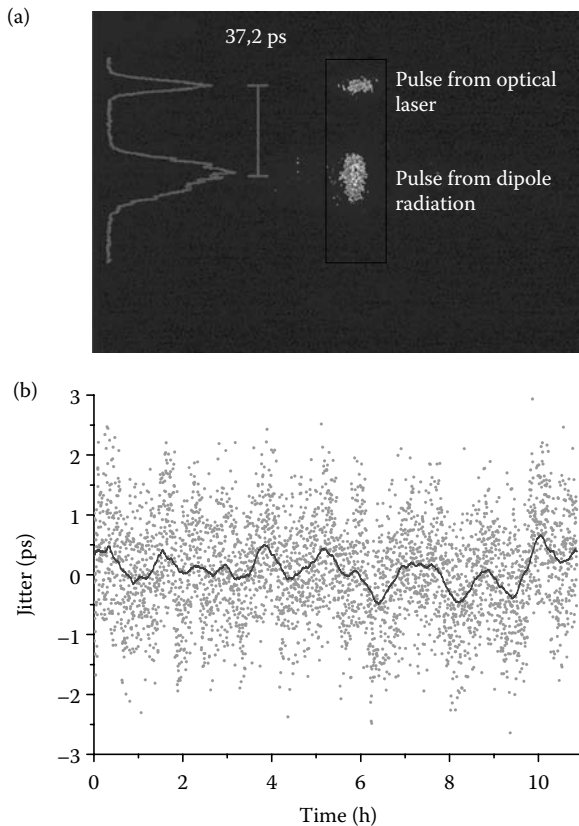 (a)
37,2 ps
Pulse from optical
laser
Pulse from dipole
radiation
(b)
3
2
1
0
−1
−2
−3
Jitter (ps)
0
2
4
6
8
10
Time (h)